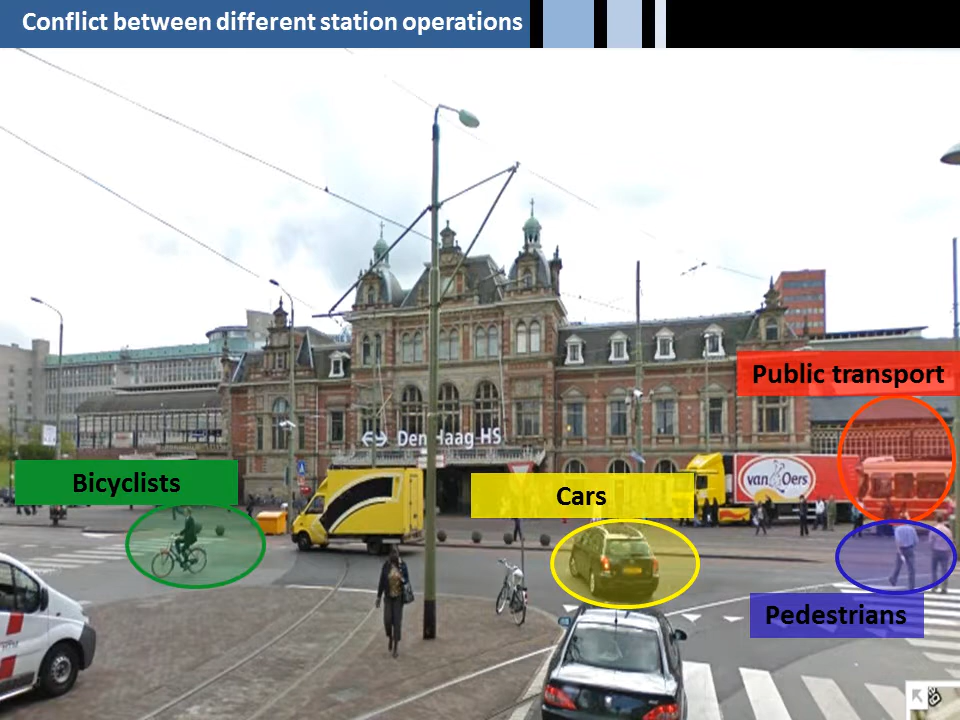 Conflict between different station operations
Public transport
Den Haag HS
van Oers
Bicyclists
Cars
Pedestrians